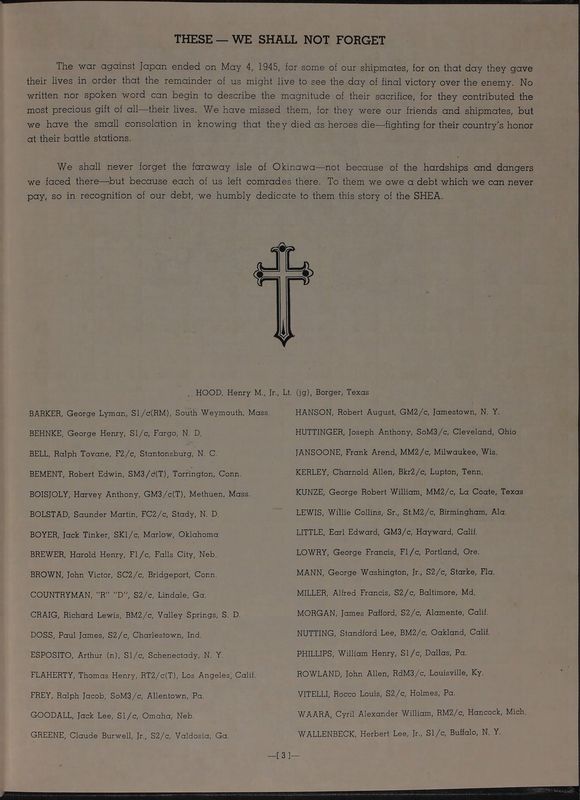 THESE — WE SHALL NOT FORGET
The war against Japan ended on May 4, 1945, for some of our shipmates, for on that day they gave
their lives in order that the remainder of us might live to see the day of final victory over the enemy. No
written nor spoken word can begin to describe the magnitude of their sacrifice, for they contributed the
most precious gift of all—their lives. We have missed them, for they were our friends and shipmates, but
we have the small consolation in knowing that they died as heroes die—fighting for their country's honor
at their battle stations.
We shall never forget the faraway isle of Okinawa—not because of the hardships and dangers
we faced there—but because each of us left comrades there. To them we owe a debt which we can never
pay, so in recognition of our debt, we humbly dedicate to them this story of the SHEA.
HOOD, Henry M., Jr., Lt. (jg), Borger, Texas
BARKER, George Lyman, S1/c(RM), South Weymouth, Mass.
BEHNKE, George Henry, S1/c, Fargo, N. D.
BELL, Ralph Tovane, F2/c, Stantonsburg, N. C.
BEMENT, Robert Edwin, SM3/c(T), Torrington, Conn.
BOISJOLY, Harvey Anthony, GM3/c(T), Methuen, Mass.
BOLSTAD, Saunder Martin, FC2/c, Stady, N. D.
BOYER, Jack Tinker, SK1/c, Marlow, Oklahoma
BREWER, Harold Henry, F1/c, Falls City, Neb.
BROWN, John Victor, SC2/c, Bridgeport, Conn.
COUNTRYMAN, "R" "D", S2/c, Lindale, Ga.
CRAIG, Richard Lewis, BM2/c, Valley Springs, S. D.
DOSS, Paul James, S2/c, Charlestown, Ind.
ESPOSITO, Arthur (n), S1/c, Schenectady, N. Y.
FLAHERTY, Thomas Henry, RT2/c(T), Los Angeles, Calif.
FREY, Ralph Jacob, SoM3/c, Allentown, Pa.
GOODALL, Jack Lee, S1/c, Omaha, Neb.
GREENE, Claude Burwell, Jr., S2/c, Valdosia, Ga.
HANSON, Robert August, GM2/c, Jamestown, N. Y.
HUTTINGER, Joseph Anthony, SoM3/c, Cleveland, Ohio
JANSOONE, Frank Arend, MM2/c, Milwaukee, Wis.
KERLEY, Charnold Allen, Bkr2/c, Lupton, Tenn.
KUNZE, George Robert William, MM2/c, La Coate, Texas
LEWIS, Willie Collins, Sr., St.M2/c, Birmingham, Ala.
LITTLE, Earl Edward, GM3/c, Hayward, Calif.
LOWRY, George Francis, F1/c, Portland, Ore.
MANN, George Washington, Jr., S2/c, Starke, Fla.
MILLER, Alfred Francis, S2/c, Baltimore, Md.
MORGAN, James Pafford, S2/c, Alamente, Calif.
NUTTING, Standford Lee, BM2/c, Oakland, Calif.
PHILLIPS, William Henry, S1/c, Dallas, Pa.
ROWLAND, John Allen, RdM3/c, Louisville, Ky.
VITELLI, Rocco Louis, S2/c, Holmes, Pa.
WAARA, Cyril Alexander William, RM2/c, Hancock, Mich.
WALLENBECK, Herbert Lee, Jr., S1/c, Buffalo, N. Y.
—[ 3 ]—